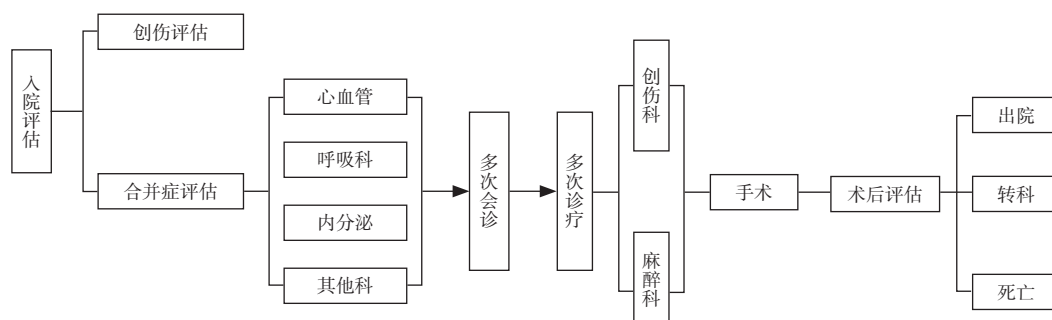 入院评估
创伤评估
合并症评估
心血管
呼吸科
内分泌
其他科
多次会诊
多次诊疗
创伤科
麻醉科
手术
术后评估
出院
转科
死亡